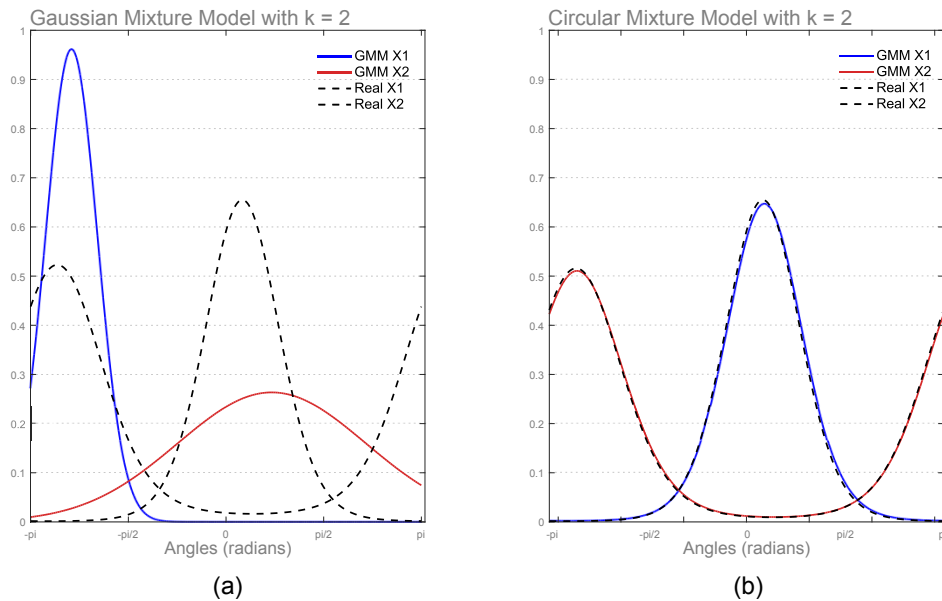 Gaussian Mixture Model with k = 2
1
0.9
0.8
0.7
0.6
0.5
0.4
0.3
0.2
0.1
0
-pi
-pi/2
0
pi/2
pi
GMM X1
GMM X2
Real X1
Real X2
Angles (radians)
(a)
Circular Mixture Model with k = 2
1
0.9
0.8
0.7
0.6
0.5
0.4
0.3
0.2
0.1
0
-pi
-pi/2
0
pi/2
GMM X1
GMM X2
Real X1
Real X2
Angles (radians)
(b)